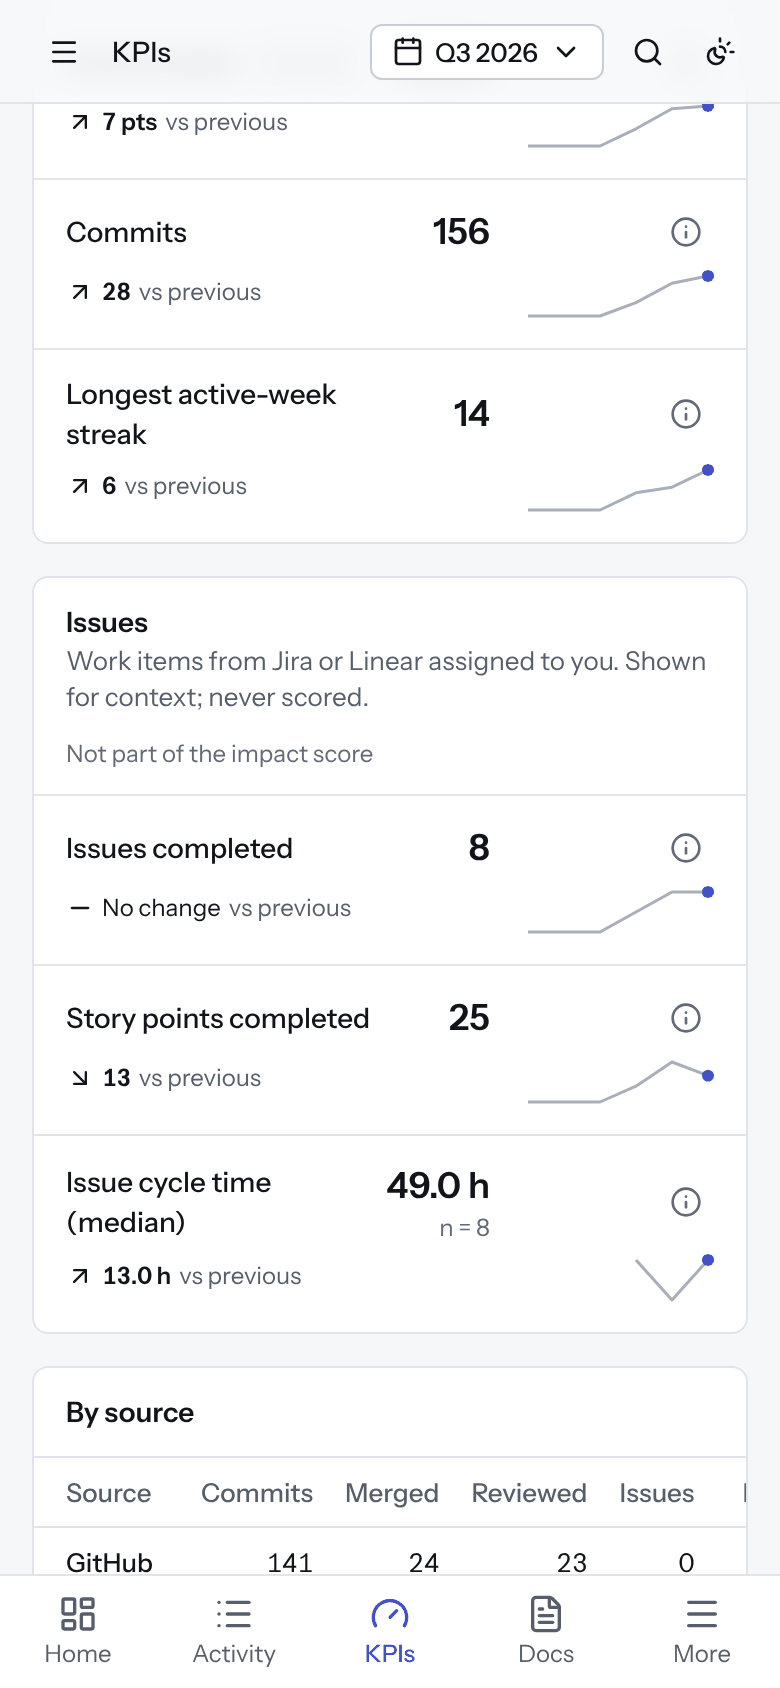 KPIs
Q3 2026
7 pts vs previous
Commits
156
28 vs previous
Longest active-week
streak
14
6 vs previous
Issues
Work items from Jira or Linear assigned to you. Shown
for context; never scored.
Not part of the impact score
Issues completed
8
No change vs previous
Story points completed
25
13 vs previous
Issue cycle time
(median)
49.0 h
n = 8
13.0 h vs previous
By source
Source Commits Merged Reviewed Issues
GitHub 141 24 23 0
Home Activity KPIs Docs More